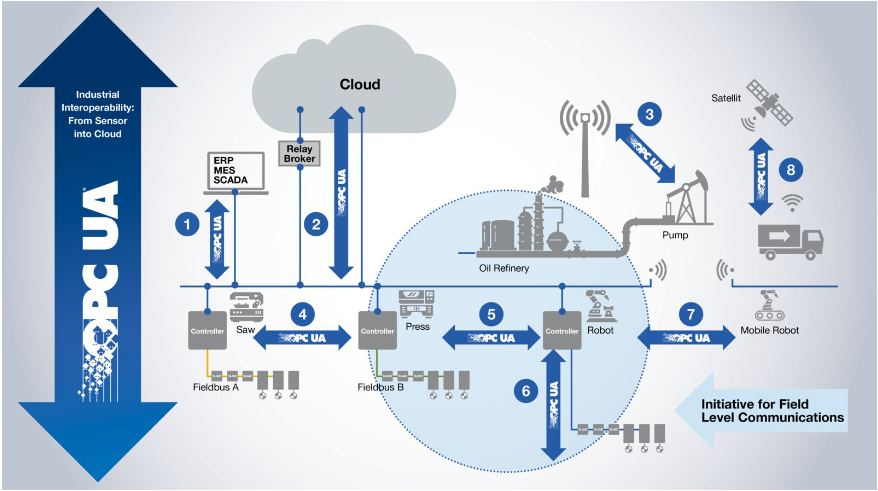 Industrial
Interoperability:
From Sensor
into Cloud
OPC UA
Cloud
Relay
Broker
ERP
MES
SCADA
1
OPC UA
2
OPC UA
3
OPC UA
Satellit
8
OPC UA
Pump
Oil Refinery
Controller
Saw
4
OPC UA
Controller
Press
5
OPC UA
Controller
Robot
7
OPC UA
Mobile Robot
Fieldbus A
Fieldbus B
6
OPC UA
Initiative for Field
Level Communications